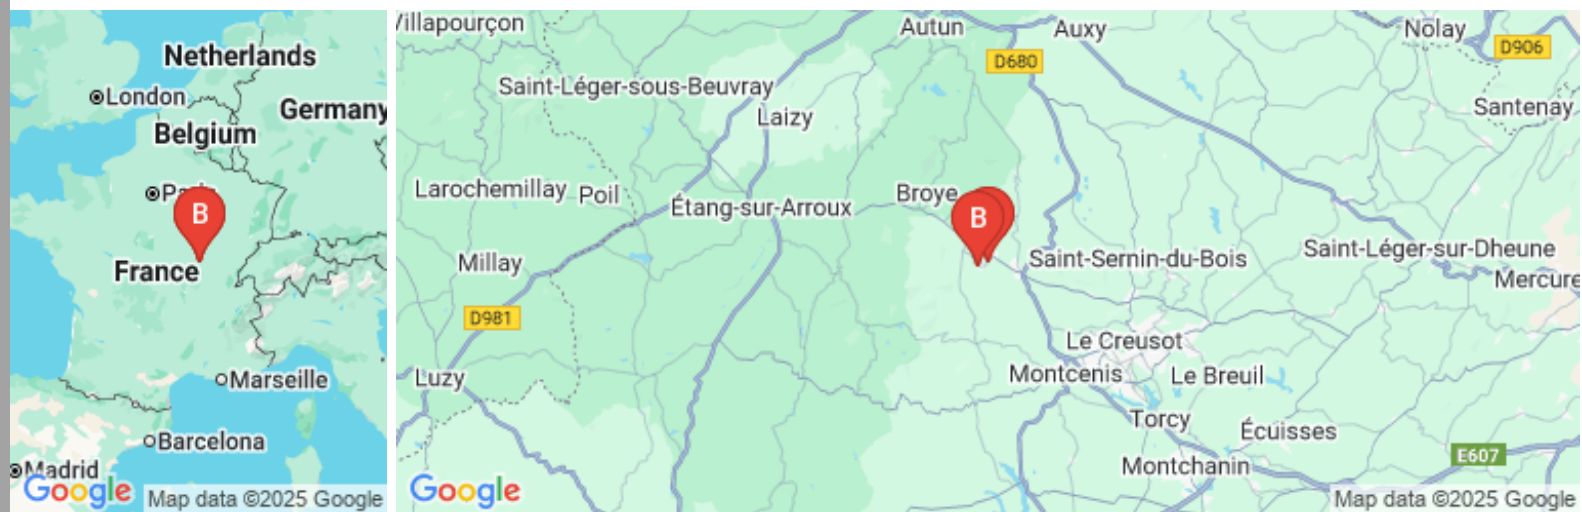 Netherlands
London
Germany
Belgium
B
France
Marseille
Barcelona
Madrid
Google
Map data ©2025 Google
Villapourçon
Autun
Auxy
Nolay
D906
D680
Saint-Léger-sous-Beuvray
Laizy
Santenay
Larochemillay
Poil
Broye
Étang-sur-Arroux
B
Millay
Saint-Sernin-du-Bois
Saint-Léger-sur-Dheune
Mercure
D981
Le Creusot
Luzy
Montcenis
Le Breuil
Torcy
Écuisses
Montchanin
E607
Google
Map data ©2025 Google